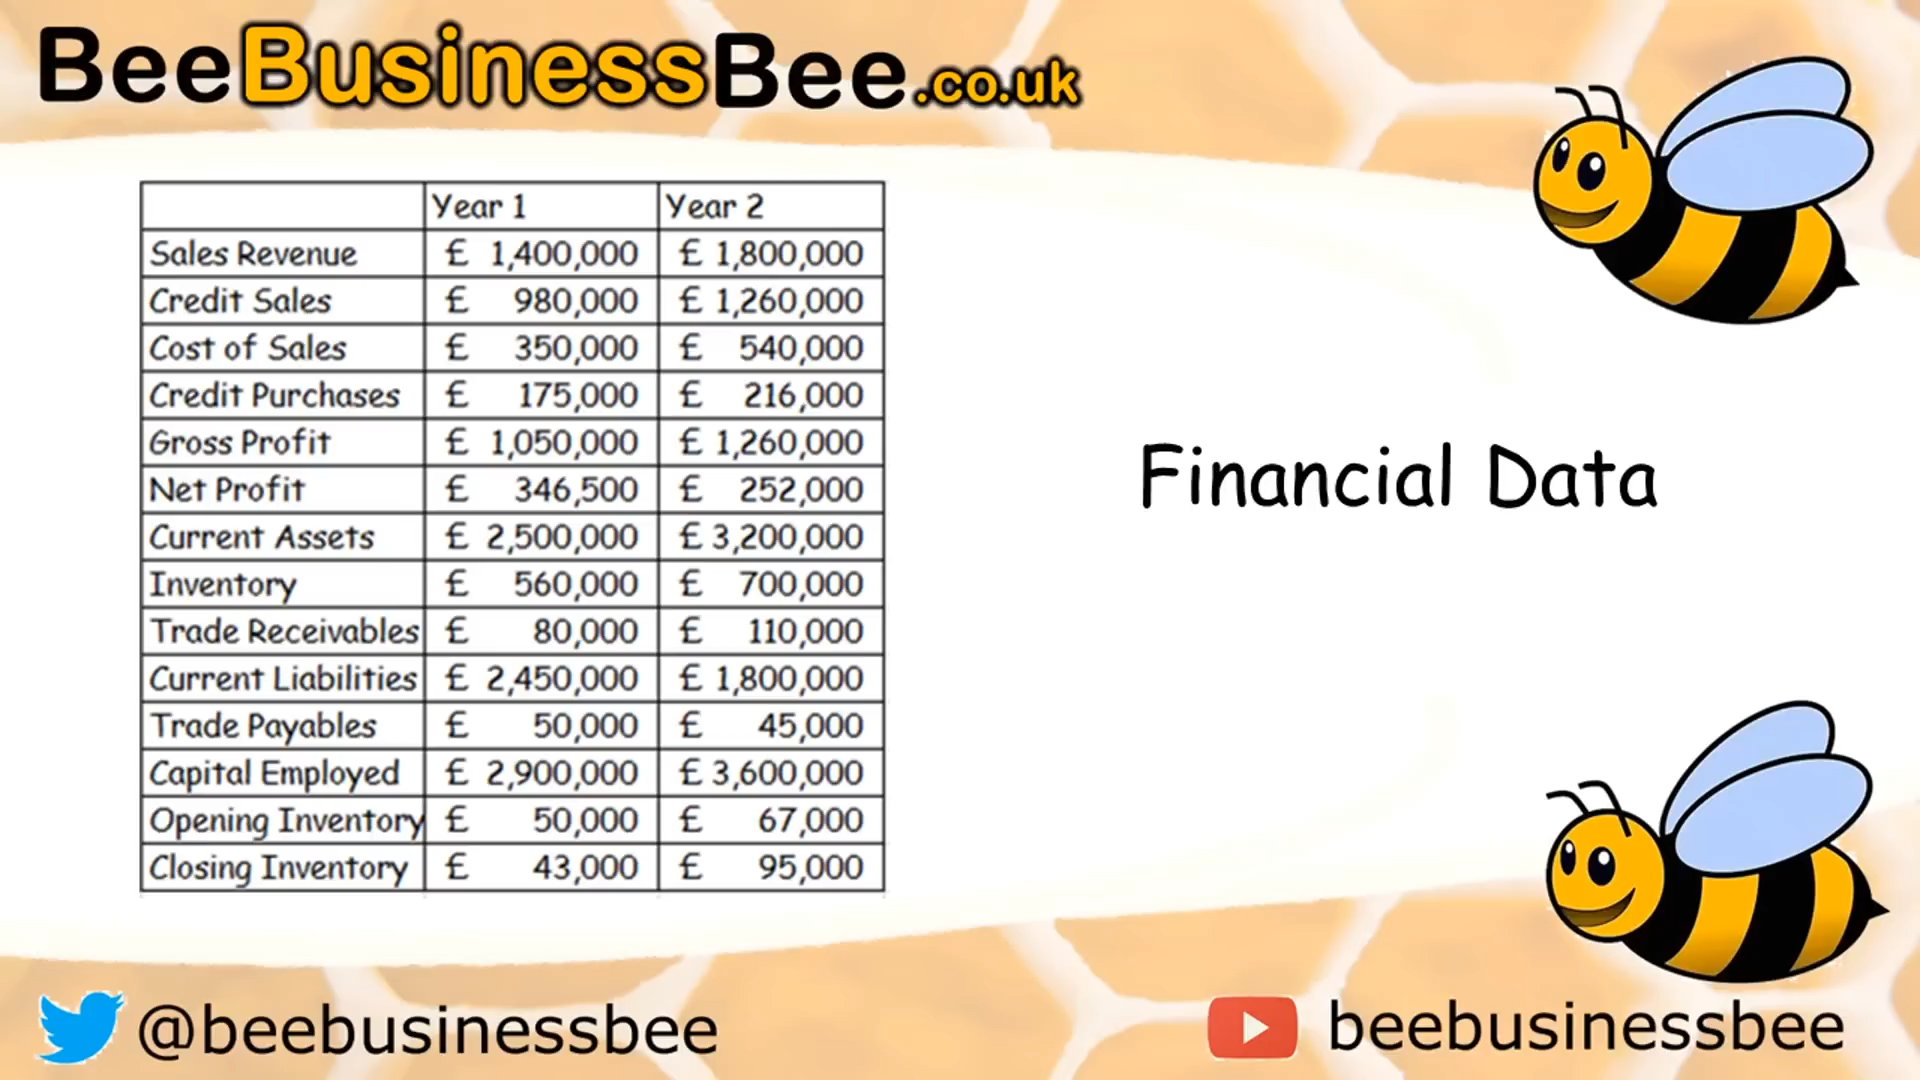 BeeBusinessBee.co.uk
Year 1 Year 2
Sales Revenue £ 1,400,000 £ 1,800,000
Credit Sales £ 980,000 £ 1,260,000
Cost of Sales £ 350,000 £ 540,000
Credit Purchases £ 175,000 £ 216,000
Gross Profit £ 1,050,000 £ 1,260,000
Net Profit £ 346,500 £ 252,000
Current Assets £ 2,500,000 £ 3,200,000
Inventory £ 560,000 £ 700,000
Trade Receivables £ 80,000 £ 110,000
Current Liabilities £ 2,450,000 £ 1,800,000
Trade Payables £ 50,000 £ 45,000
Capital Employed £ 2,900,000 £ 3,600,000
Opening Inventory £ 50,000 £ 67,000
Closing Inventory £ 43,000 £ 95,000
Financial Data
@beebusinessbee
beebusinessbee